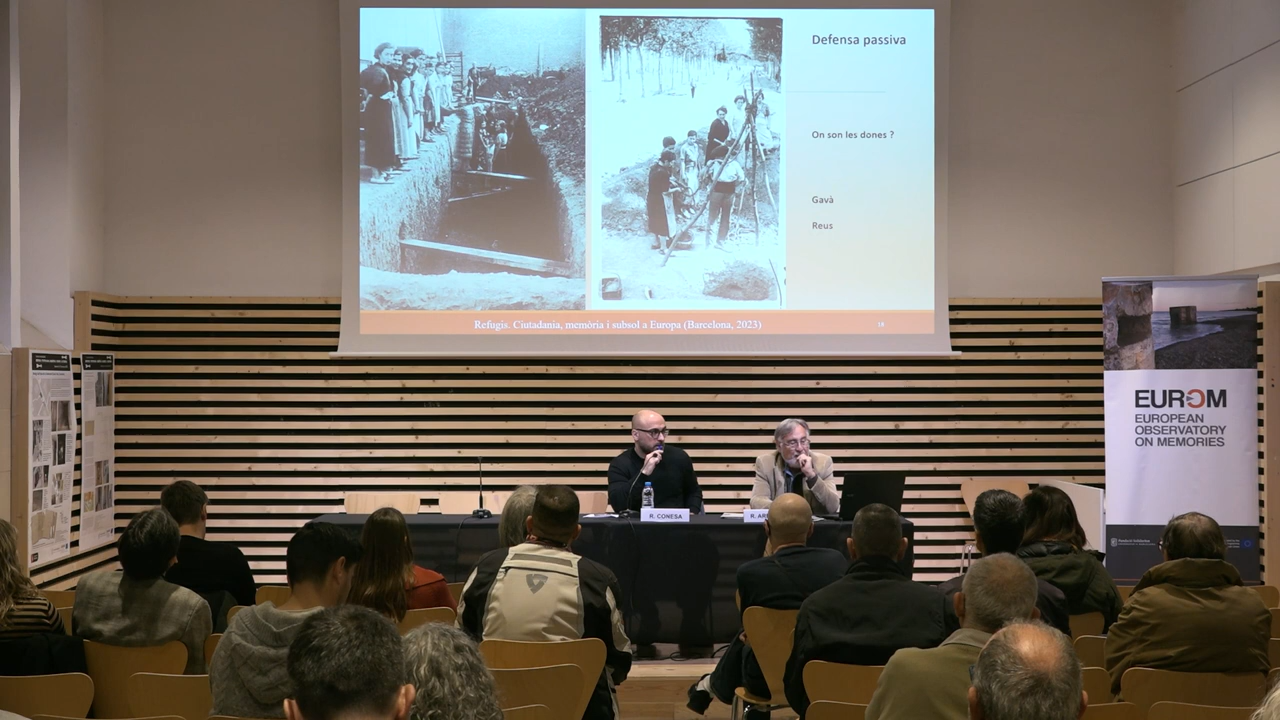 Defensa passiva
On son les dones ?
Gavà
Reus
Refugis. Ciutadania, memòria i subsol a Europa (Barcelona, 2023)
18
EUROM
EUROPEAN
OBSERVATORY
ON MEMORIES
R. CONESA